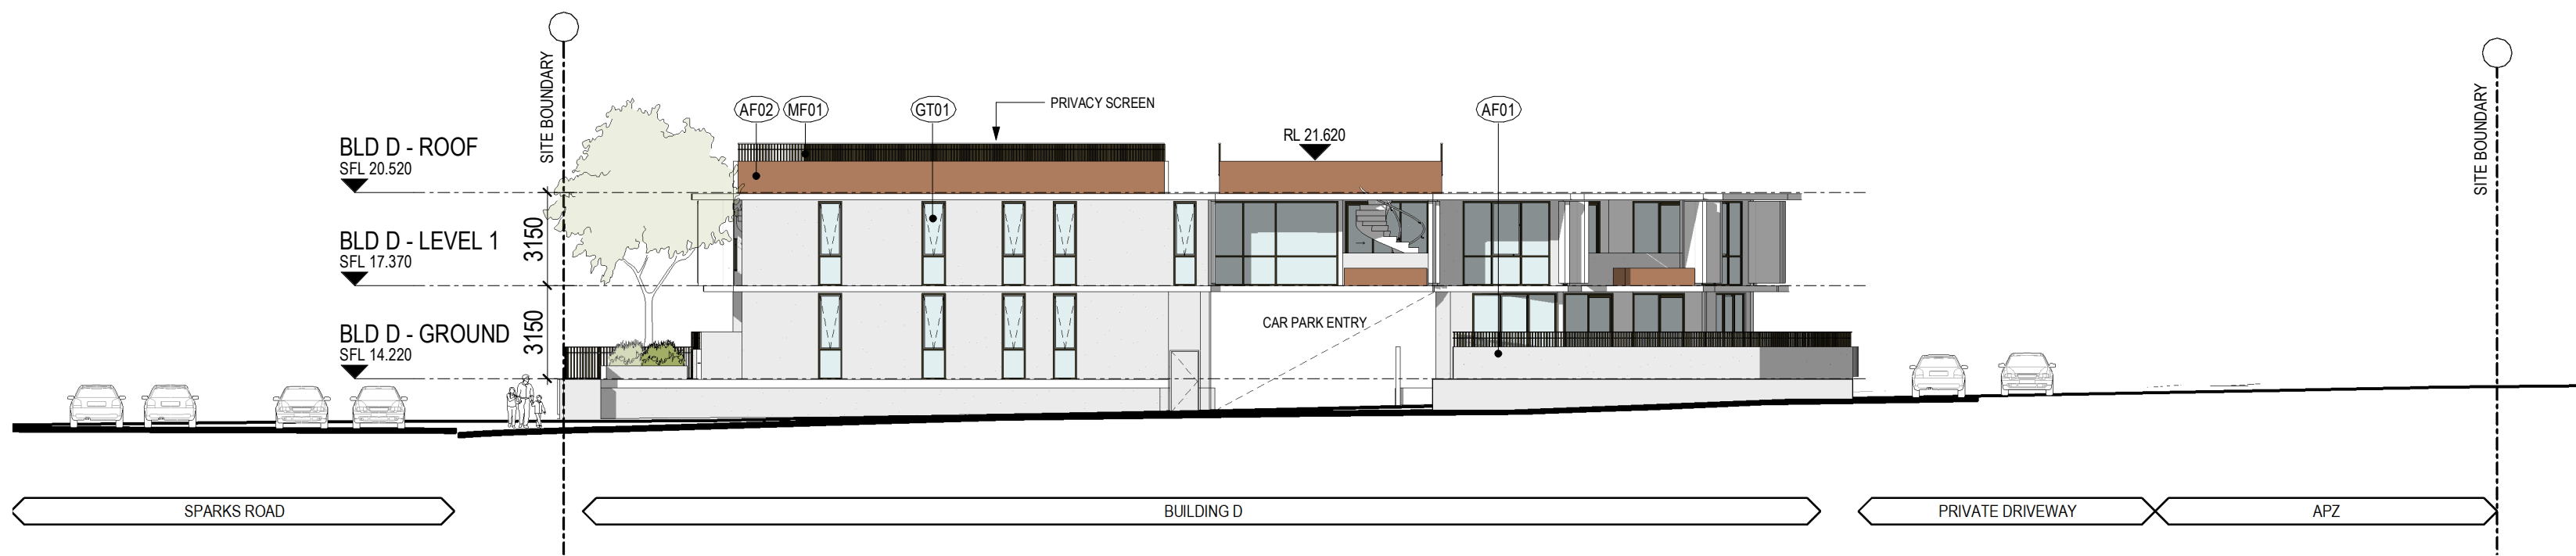 SITE BOUNDARY
AF02
MF01
GT01
PRIVACY SCREEN
AF01
SITE BOUNDARY
RL 21.620
BLD D - ROOF
SFL 20.520
3150
BLD D - LEVEL 1
SFL 17.370
3150
BLD D - GROUND
SFL 14.220
CAR PARK ENTRY
SPARKS ROAD
BUILDING D
PRIVATE DRIVEWAY
APZ